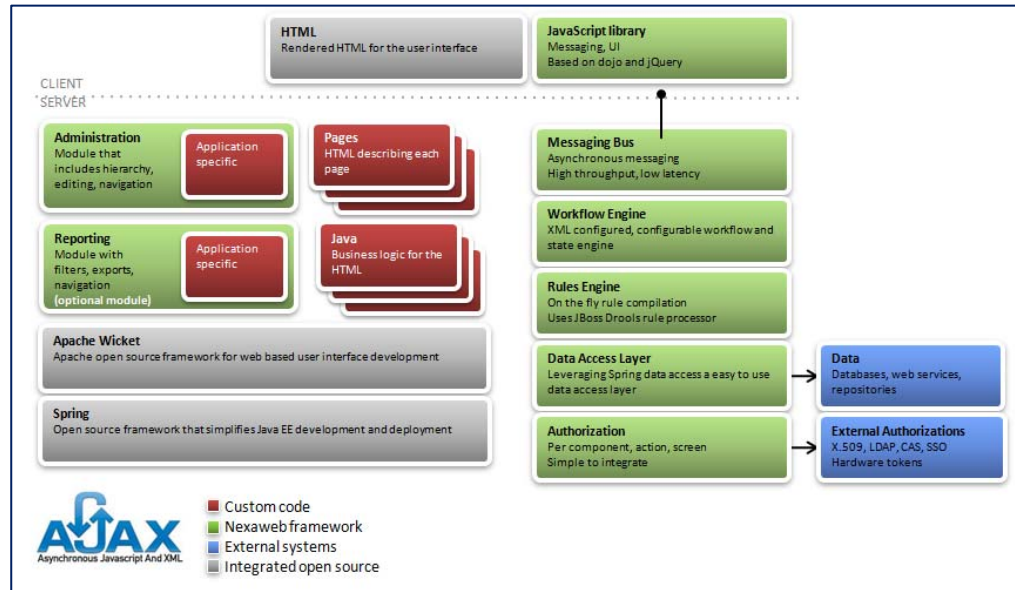 HTML
Rendered HTML for the user interface
JavaScript library
Messaging, UI
Based on dojo and jQuery
CLIENT
SERVER
Administration
Module that
includes hierarchy,
editing, navigation
Application
specific
Pages
HTML describing each
page
Messaging Bus
Asynchronous messaging
High throughput, low latency
Reporting
Module with
filters, exports,
navigation
(optional module)
Application
specific
Java
Business logic for the
HTML
Workflow Engine
XML configured, configurable workflow and
state engine
Rules Engine
On the fly rule compilation
Uses JBoss Drools rule processor
Apache Wicket
Apache open source framework for web based user interface development
Data Access Layer
Leveraging Spring data access a easy to use
data access layer
Data
Databases, web services,
repositories
Spring
Open source framework that simplifies Java EE development and deployment
Authorization
Per component, action, screen
Simple to integrate
External Authorizations
X.509, LDAP, CAS, SSO
Hardware tokens
AJAX
Asynchronous Javascript And XML
Custom code
Nexaweb framework
External systems
Integrated open source